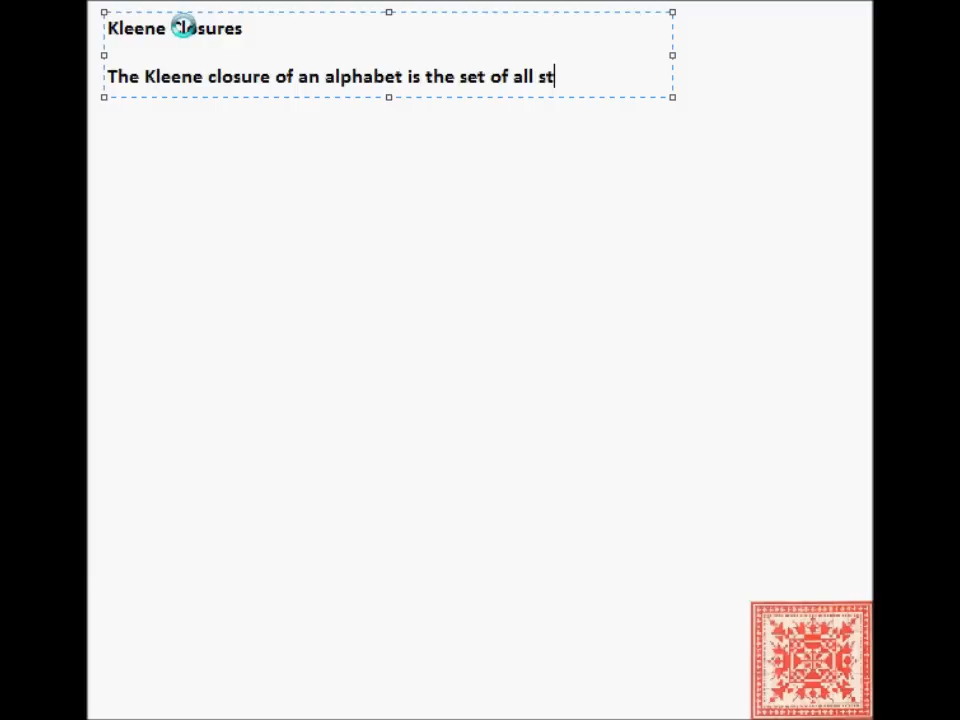 Kleene Closures
The Kleene closure of an alphabet is the set of all st